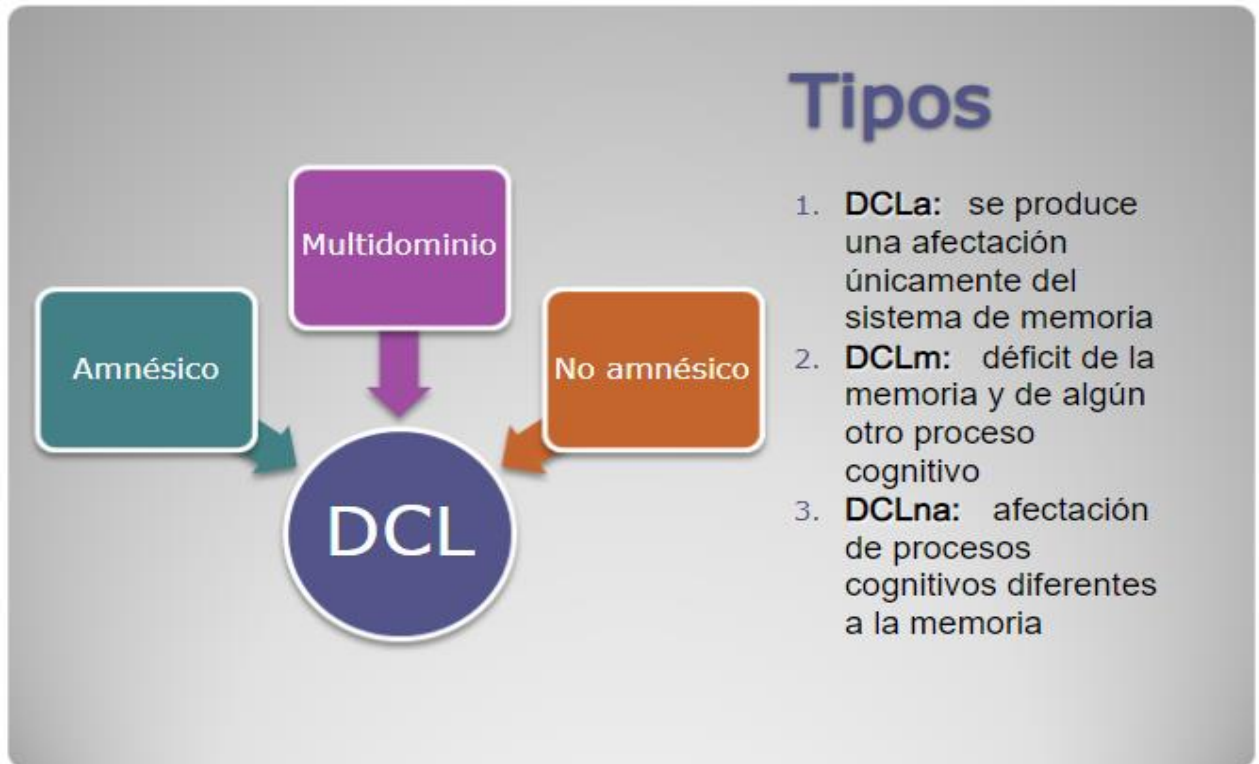 Tipos
Multidominio
Amnésico
No amnésico
DCL
1. DCLa: se produce
una afectación
únicamente del
sistema de memoria
2. DCLm: déficit de la
memoria y de algún
otro proceso
cognitivo
3. DCLna: afectación
de procesos
cognitivos diferentes
a la memoria